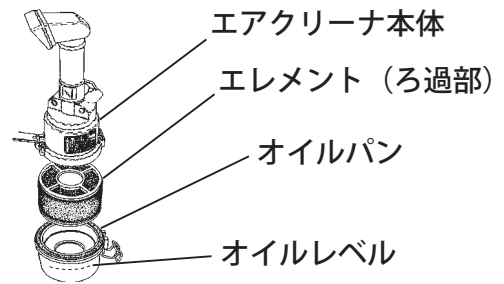 エアクリーナ本体
エレメント（ろ過部）
オイルパン
オイルレベル